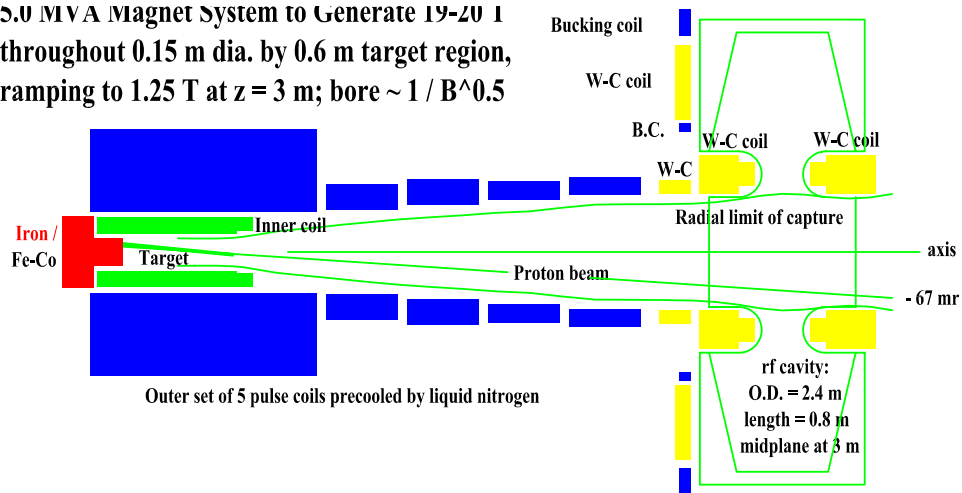 5.0 MVA Magnet System to Generate 19-20 T
throughout 0.15 m dia. by 0.6 m target region,
ramping to 1.25 T at z = 3 m; bore ~ 1 / B^0.5
Bucking coil
W-C coil
B.C.
W-C coil
W-C coil
W-C
Radial limit of capture
Inner coil
Iron /
Fe-Co
Target
axis
Proton beam
- 67 mr
rf cavity:
O.D. = 2.4 m
length = 0.8 m
midplane at 3 m
Outer set of 5 pulse coils precooled by liquid nitrogen